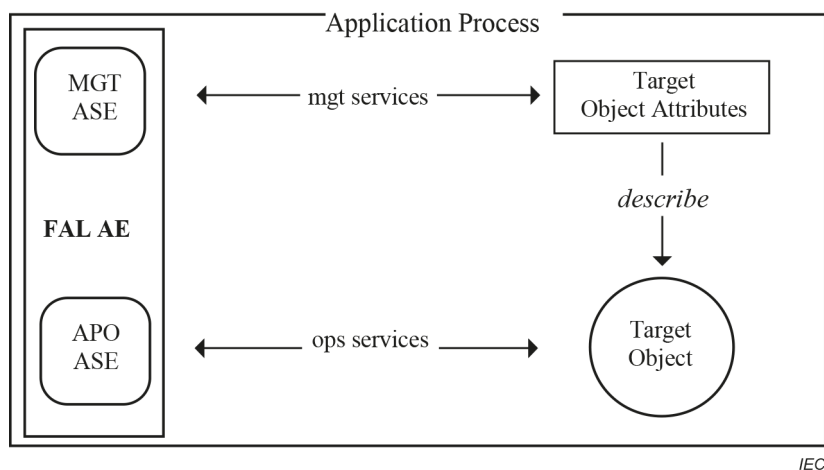 Application Process
MGT
ASE
mgt services
Target
Object Attributes
FAL AE
describe
APO
ASE
ops services
Target
Object
IEC